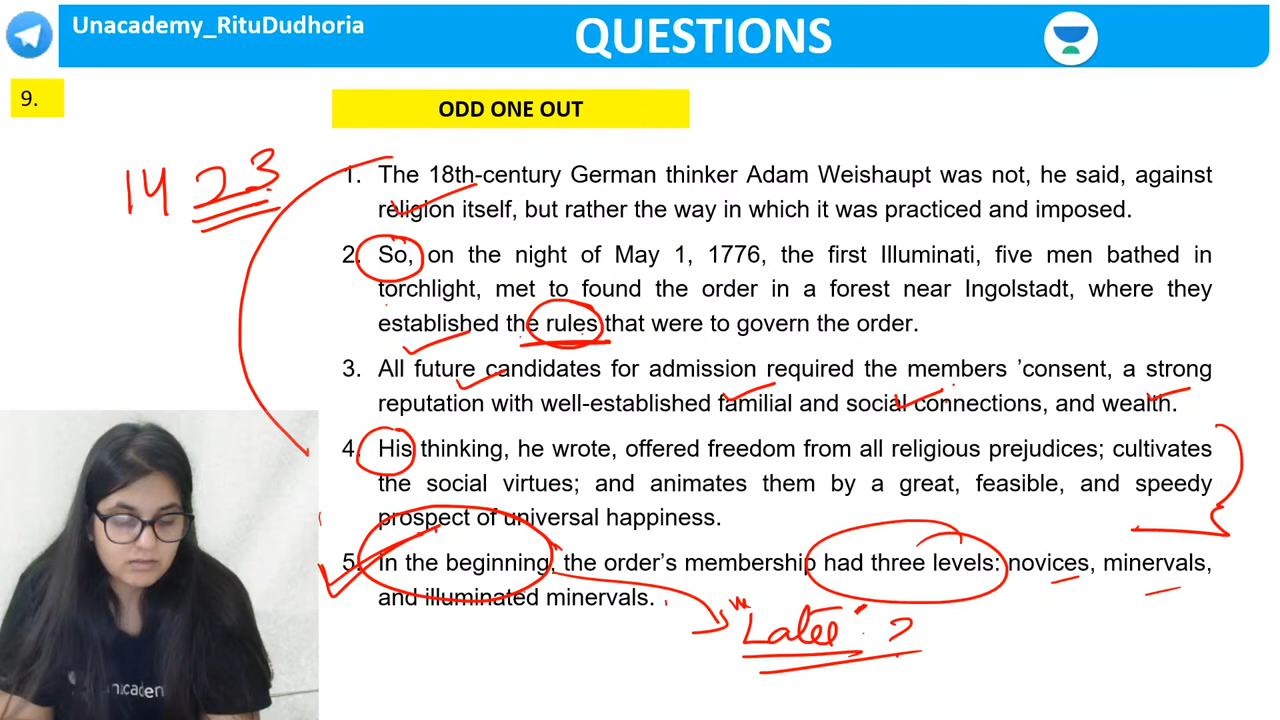 Unacademy_RituDudhoria
QUESTIONS
9.
ODD ONE OUT
14 23
1. The 18th-century German thinker Adam Weishaupt was not, he said, against
religion itself, but rather the way in which it was practiced and imposed.
2. So, on the night of May 1, 1776, the first Illuminati, five men bathed in
torchlight, met to found the order in a forest near Ingolstadt, where they
established the rules that were to govern the order.
3. All future candidates for admission required the members 'consent, a strong
reputation with well-established familial and social connections, and wealth.
4. His thinking, he wrote, offered freedom from all religious prejudices; cultivates
the social virtues; and animates them by a great, feasible, and speedy
prospect of universal happiness.
5. In the beginning, the order's membership had three levels: novices, minervals,
and illuminated minervals.
"Later" ?
unacademy